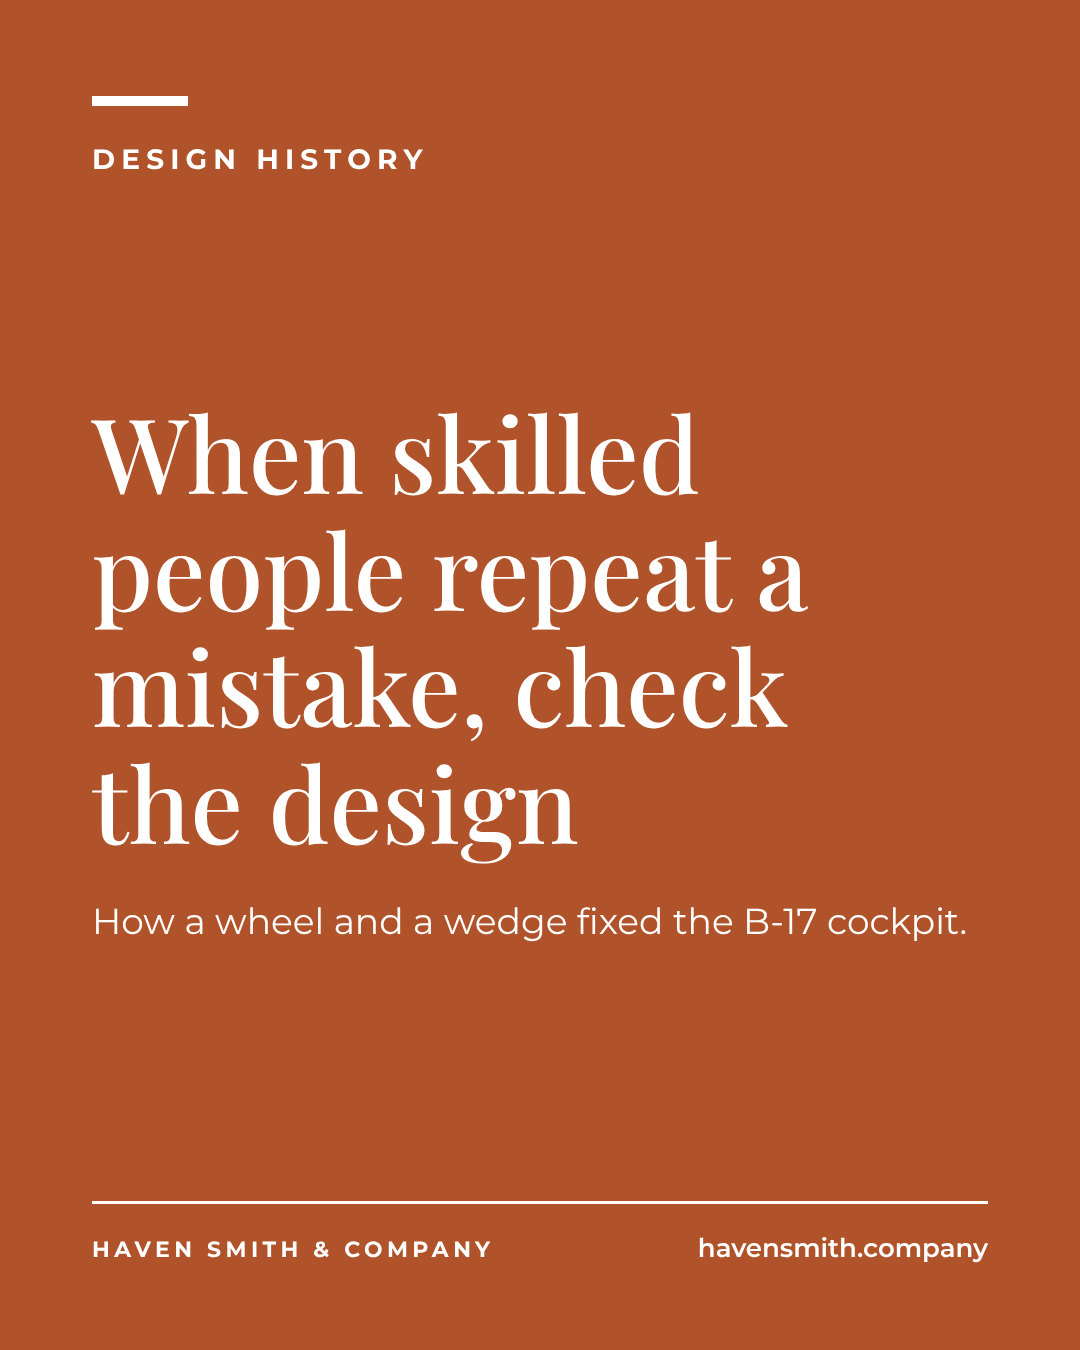 DESIGN HISTORY
When skilled
people repeat a
mistake, check
the design
How a wheel and a wedge fixed the B-17 cockpit.
HAVEN SMITH & COMPANY
havensmith.company